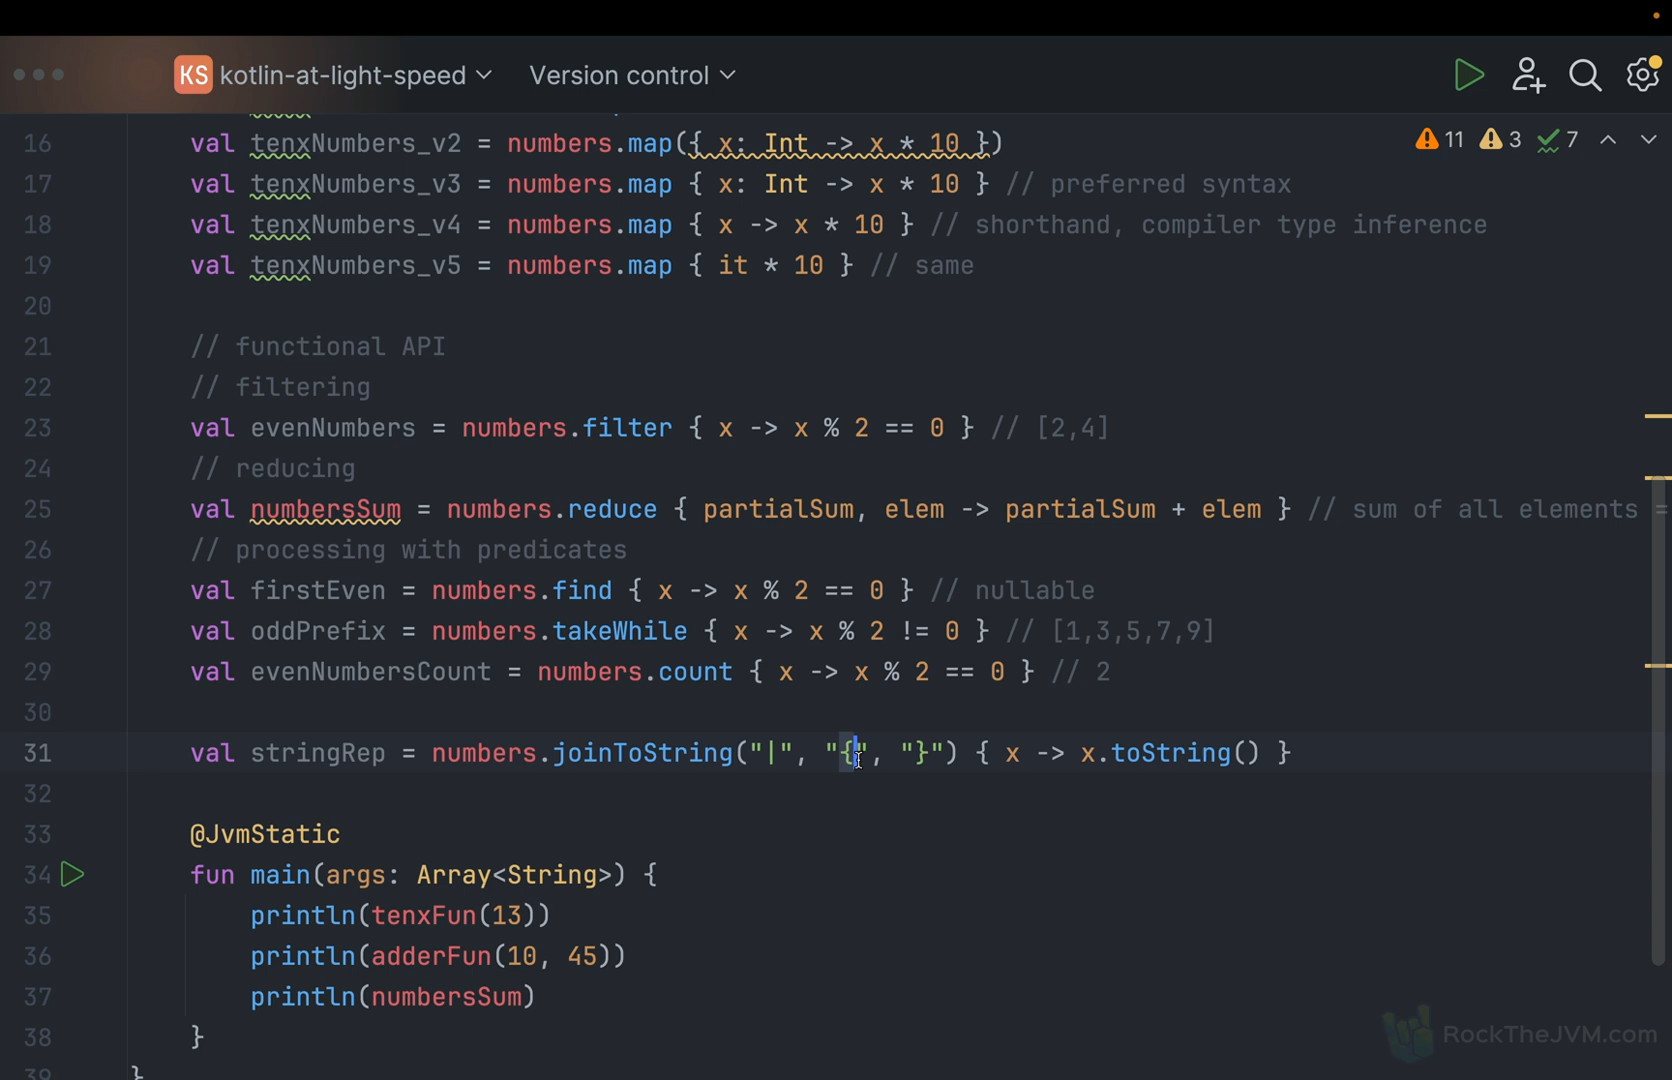 KS kotlin-at-light-speed Version control
11 3 7
16 val tenxNumbers_v2 = numbers.map({ x: Int -> x * 10 })
17 val tenxNumbers_v3 = numbers.map { x: Int -> x * 10 } // preferred syntax
18 val tenxNumbers_v4 = numbers.map { x -> x * 10 } // shorthand, compiler type inference
19 val tenxNumbers_v5 = numbers.map { it * 10 } // same
20
21 // functional API
22 // filtering
23 val evenNumbers = numbers.filter { x -> x % 2 == 0 } // [2,4]
24 // reducing
25 val numbersSum = numbers.reduce { partialSum, elem -> partialSum + elem } // sum of all elements =
26 // processing with predicates
27 val firstEven = numbers.find { x -> x % 2 == 0 } // nullable
28 val oddPrefix = numbers.takeWhile { x -> x % 2 != 0 } // [1,3,5,7,9]
29 val evenNumbersCount = numbers.count { x -> x % 2 == 0 } // 2
30
31 val stringRep = numbers.joinToString("|", "{", "}") { x -> x.toString() }
32
33 @JvmStatic
34 fun main(args: Array<String>) {
35 println(tenxFun(13))
36 println(adderFun(10, 45))
37 println(numbersSum)
38 }
39 }
RockTheJVM.com